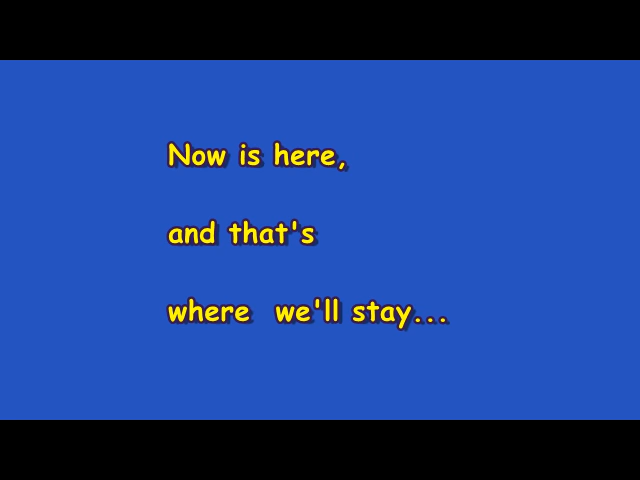 Now is here,
and that's
where  we'll stay...